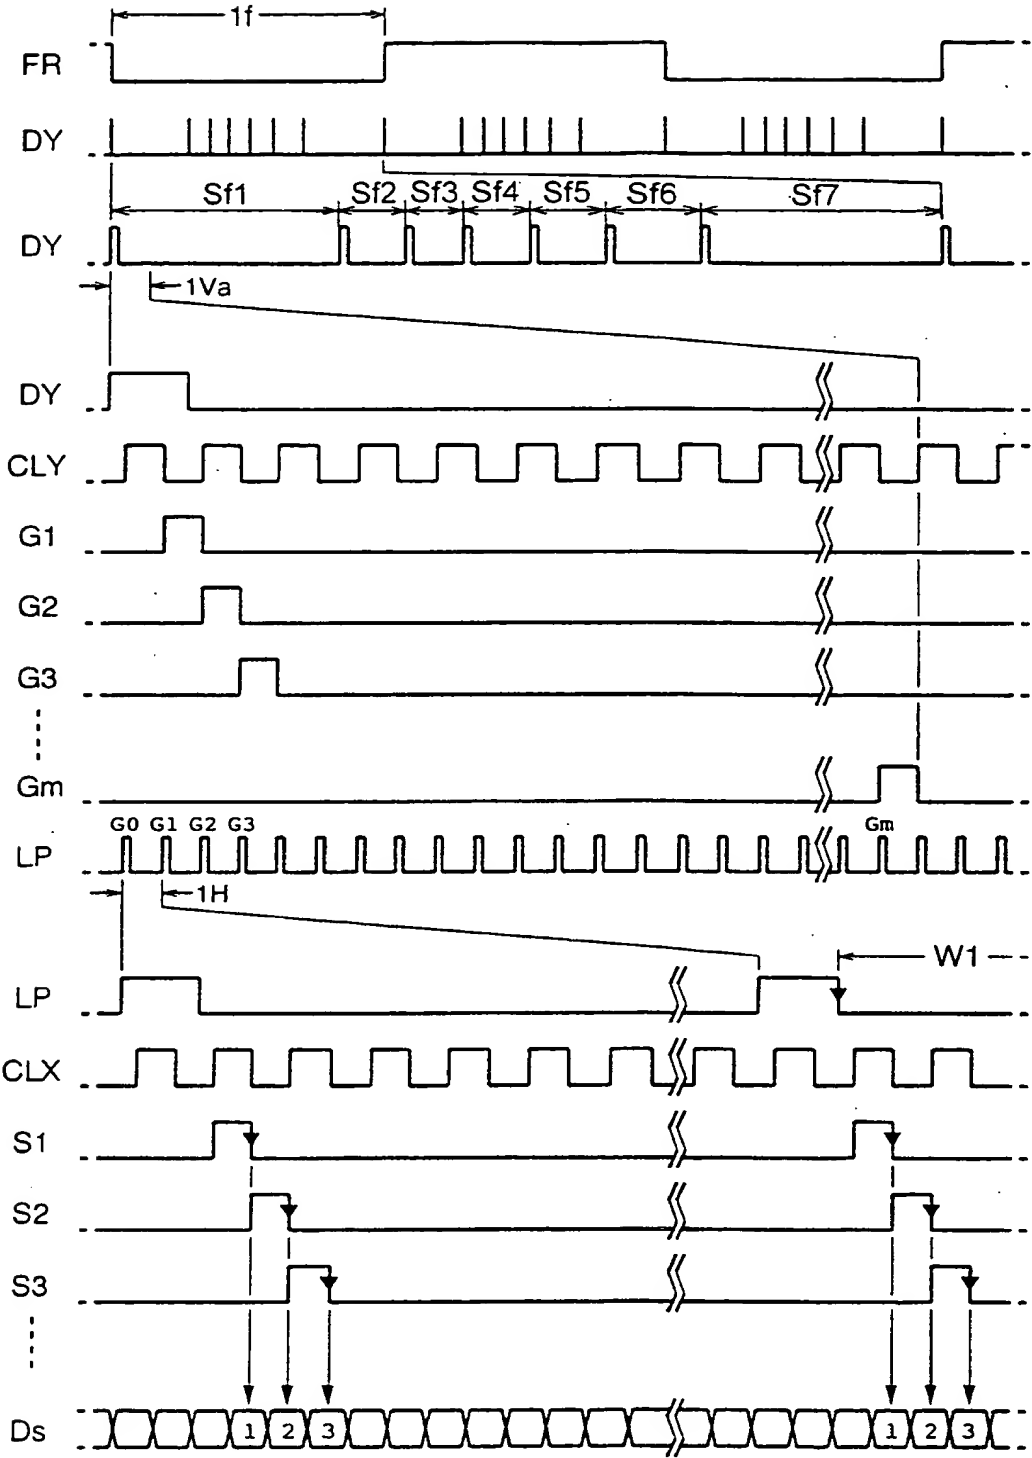 1f
FR
DY
Sf1 Sf2 Sf3 Sf4 Sf5 Sf6 Sf7
DY
1Va
DY
CLY
G1
G2
G3
Gm
G0 G1 G2 G3 Gm
LP
1H
W1
LP
CLX
S1
S2
S3
Ds 1 2 3 1 2 3